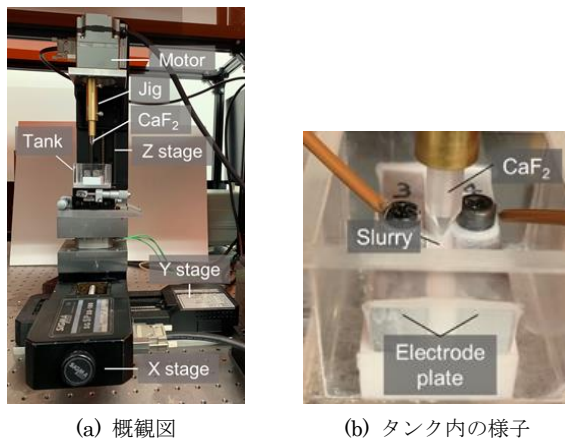 Motor
Jig
CaF₂
Tank
Z stage
Y stage
X stage
(a) 概観図
3
CaF₂
Slurry
Electrode
plate
(b) タンク内の様子